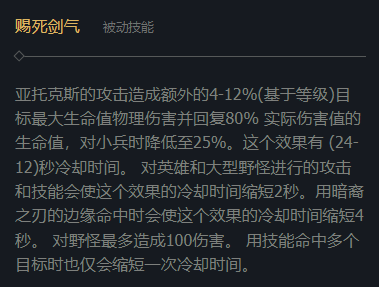 赐死剑气 被动技能
亚托克斯的攻击造成额外的4-12%(基于等级)目
标最大生命值物理伤害并回复80% 实际伤害值的
生命值，对小兵时降低至25%。这个效果有 (24-
12)秒冷却时间。 对英雄和大型野怪进行的攻击
和技能会使这个效果的冷却时间缩短2秒。用暗裔
之刃的边缘命中时会使这个效果的冷却时间缩短4
秒。 对野怪最多造成100伤害。 用技能命中多个
目标时也仅会缩短一次冷却时间。